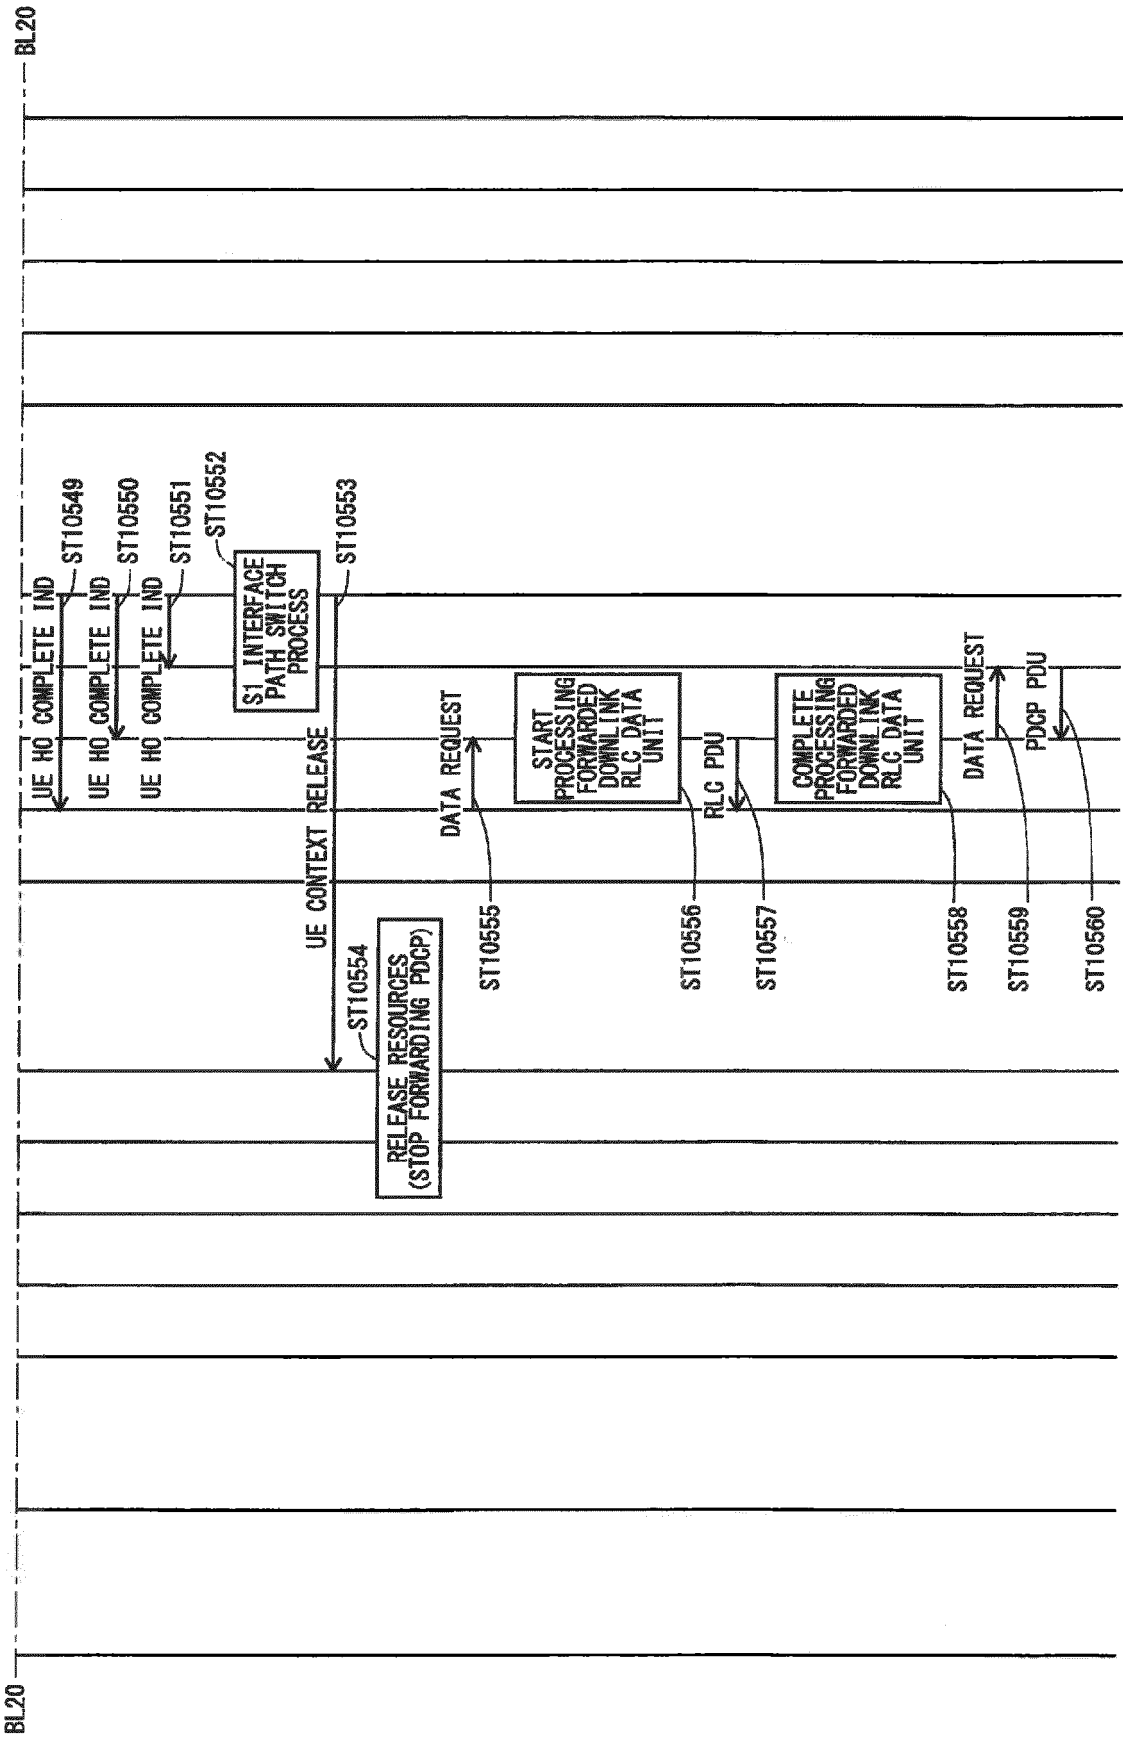 BL20
BL20
UE HO COMPLETE IND
ST10549
UE HO COMPLETE IND
ST10550
UE HO COMPLETE IND
ST10551
S1 INTERFACE
PATH SWITCH
PROCESS
ST10552
UE CONTEXT RELEASE
ST10553
ST10554
RELEASE RESOURCES
(STOP FORWARDING PDCP)
DATA REQUEST
ST10555
START
PROCESSING
FORWARDED
DOWNLINK
RLC DATA
UNIT
ST10556
RLC PDU
ST10557
COMPLETE
PROCESSING
FORWARDED
DOWNLINK
RLC DATA
UNIT
ST10558
DATA REQUEST
ST10559
PDCP PDU
ST10560